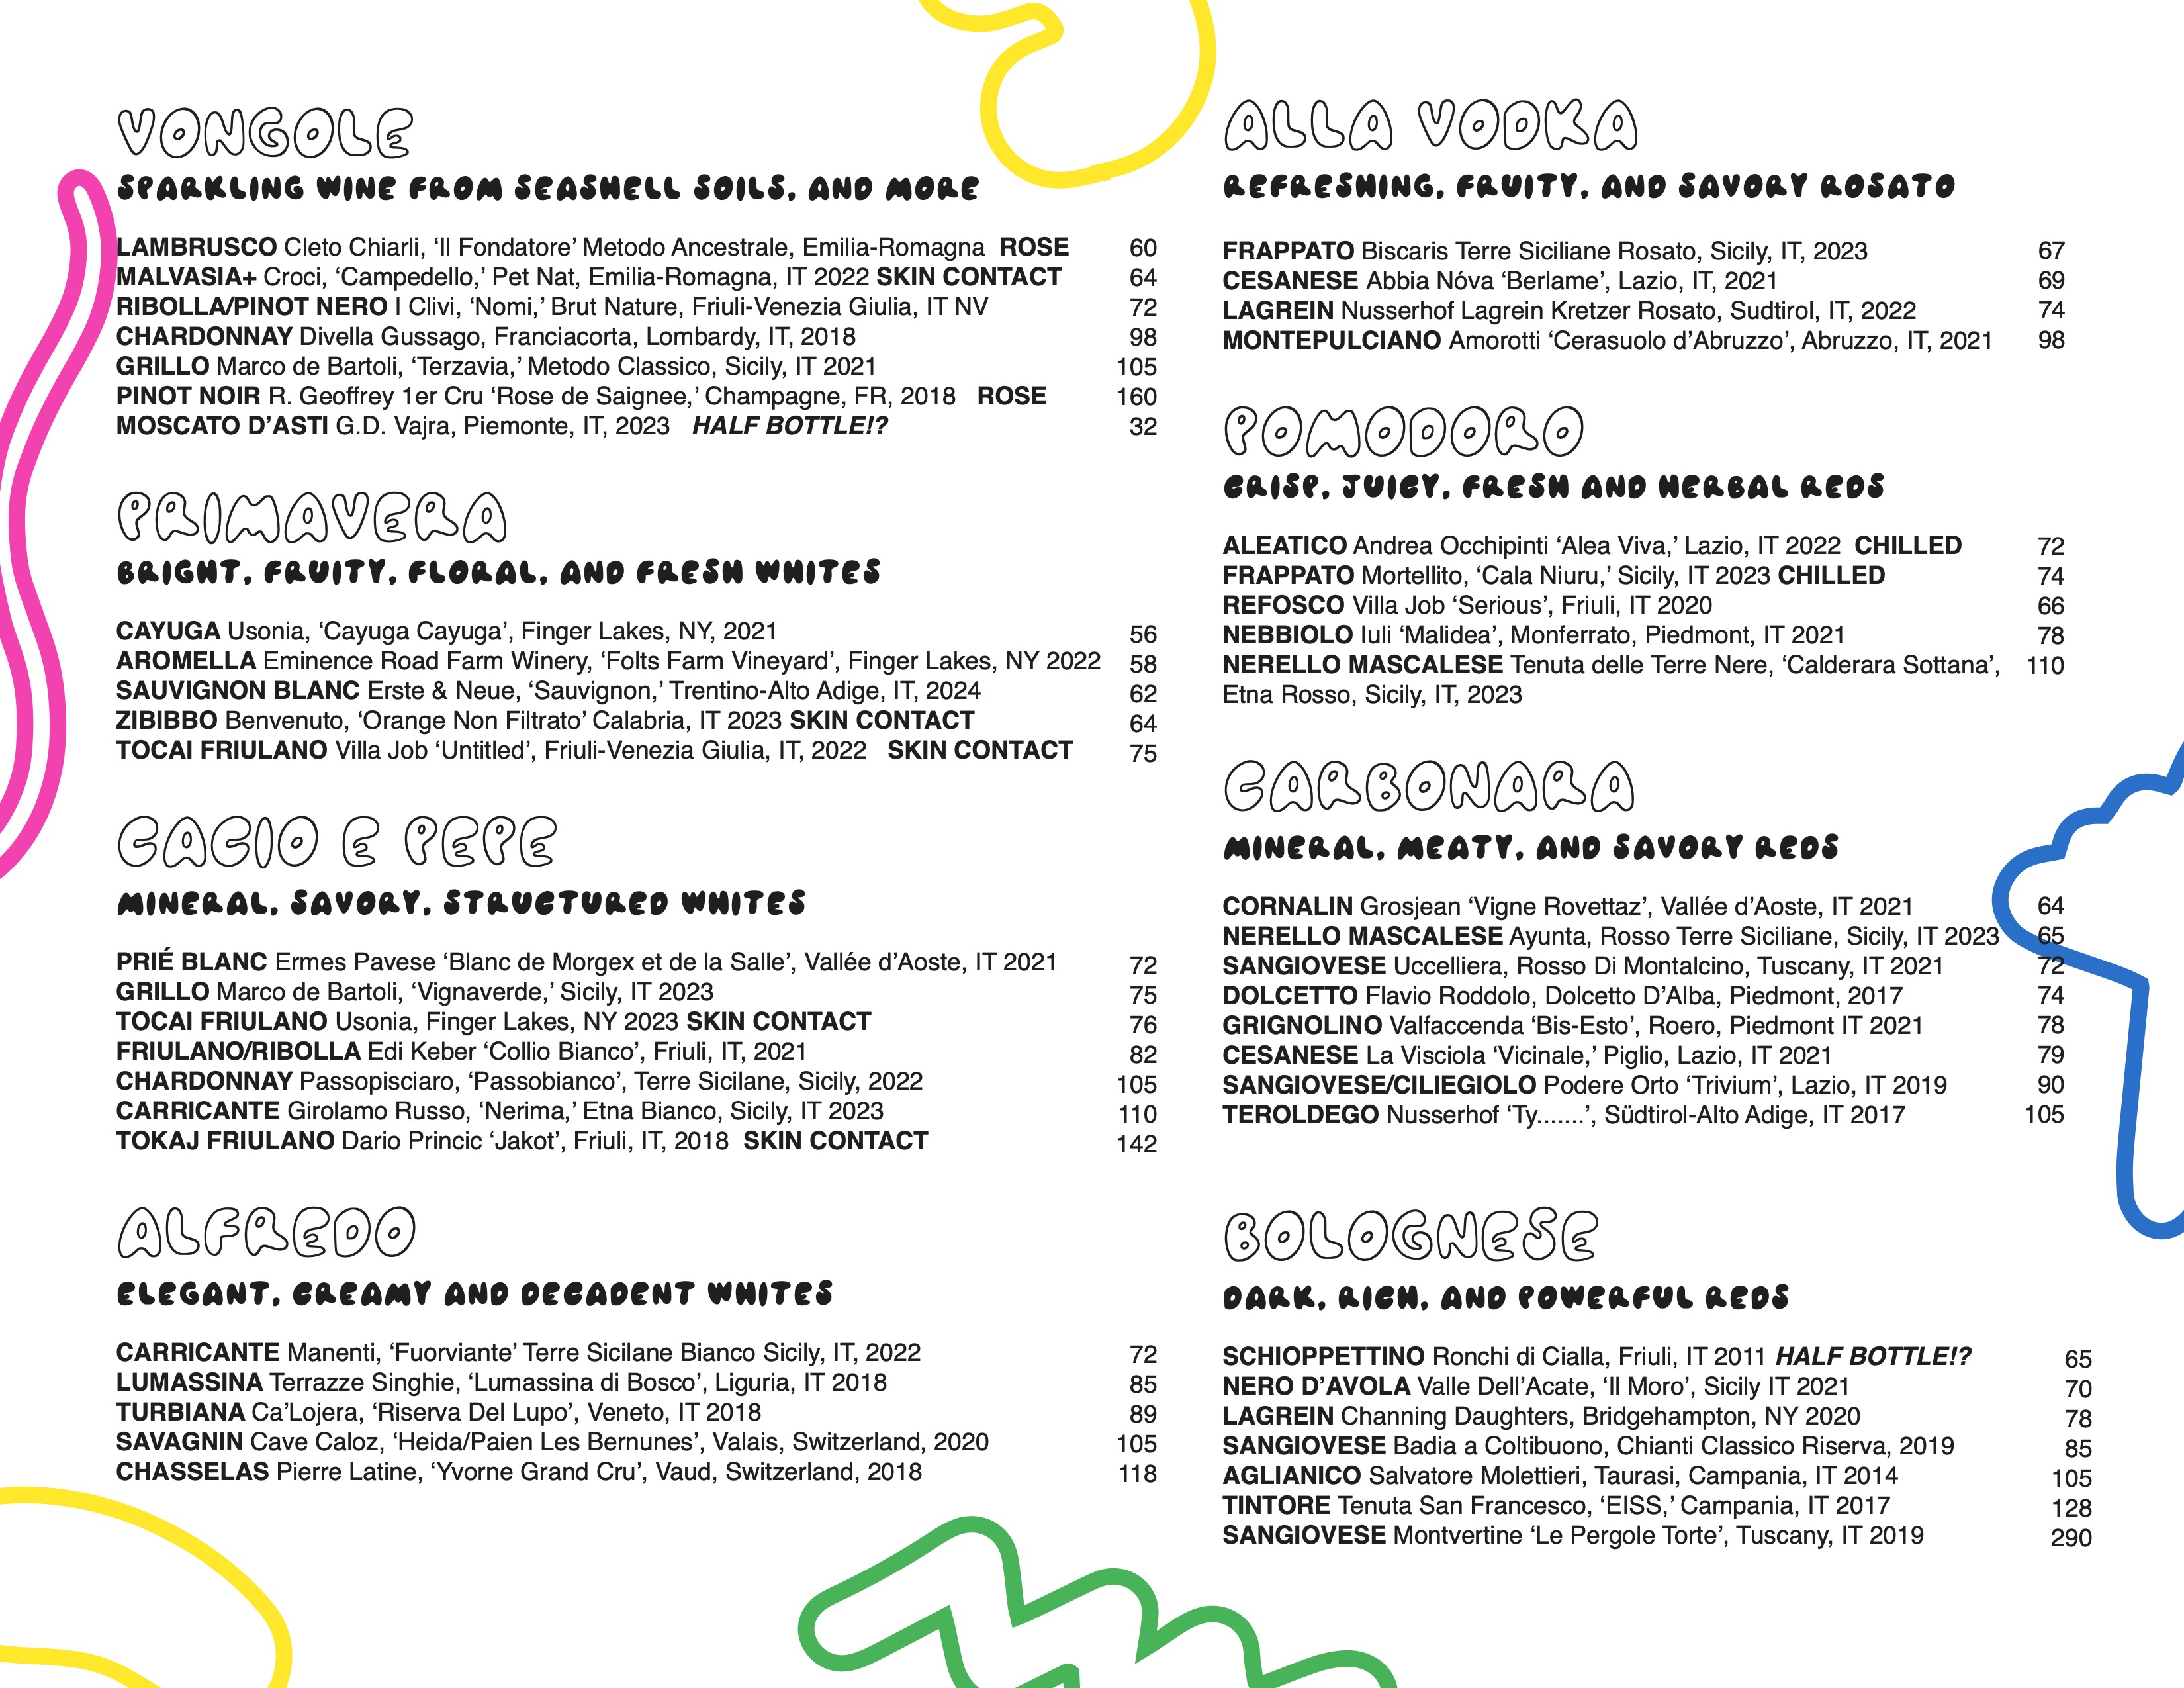 VONGOLE
SPARKLING WINE FROM SEASHELL SOILS, AND MORE
LAMBRUSCO Cleto Chiarli, ‘Il Fondatore’ Metodo Ancestrale, Emilia-Romagna ROSE 60
MALVASIA+ Croci, ‘Campedello,’ Pet Nat, Emilia-Romagna, IT 2022 SKIN CONTACT 64
RIBOLLA/PINOT NERO I Clivi, ‘Nomi,’ Brut Nature, Friuli-Venezia Giulia, IT NV 72
CHARDONNAY Divella Gussago, Franciacorta, Lombardy, IT, 2018 98
GRILLO Marco de Bartoli, ‘Terzavia,’ Metodo Classico, Sicily, IT 2021 105
PINOT NOIR R. Geoffrey 1er Cru ‘Rose de Saignee,’ Champagne, FR, 2018 ROSE 160
MOSCATO D’ASTI G.D. Vajra, Piemonte, IT, 2023 HALF BOTTLE!? 32
PRIMAVERA
BRIGHT, FRUITY, FLORAL, AND FRESH WHITES
CAYUGA Usonia, ‘Cayuga Cayuga’, Finger Lakes, NY, 2021 56
AROMELLA Eminence Road Farm Winery, ‘Folts Farm Vineyard’, Finger Lakes, NY 2022 58
SAUVIGNON BLANC Erste & Neue, ‘Sauvignon,’ Trentino-Alto Adige, IT, 2024 62
ZIBIBBO Benvenuto, ‘Orange Non Filtrato’ Calabria, IT 2023 SKIN CONTACT 64
TOCAI FRIULANO Villa Job ‘Untitled’, Friuli-Venezia Giulia, IT, 2022 SKIN CONTACT 75
CACIO E PEPE
MINERAL, SAVORY, STRUCTURED WHITES
PRIÉ BLANC Ermes Pavese ‘Blanc de Morgex et de la Salle’, Vallée d’Aoste, IT 2021 72
GRILLO Marco de Bartoli, ‘Vignaverde,’ Sicily, IT 2023 75
TOCAI FRIULANO Usonia, Finger Lakes, NY 2023 SKIN CONTACT 76
FRIULANO/RIBOLLA Edi Keber ‘Collio Bianco’, Friuli, IT, 2021 82
CHARDONNAY Passopisciaro, ‘Passobianco’, Terre Sicilane, Sicily, 2022 105
CARRICANTE Girolamo Russo, ‘Nerima,’ Etna Bianco, Sicily, IT 2023 110
TOKAJ FRIULANO Dario Princic ‘Jakot’, Friuli, IT, 2018 SKIN CONTACT 142
ALFREDO
ELEGANT, CREAMY AND DECADENT WHITES
CARRICANTE Manenti, ‘Fuorviante’ Terre Sicilane Bianco Sicily, IT, 2022 72
LUMASSINA Terrazze Singhie, ‘Lumassina di Bosco’, Liguria, IT 2018 85
TURBIANA Ca’Lojera, ‘Riserva Del Lupo’, Veneto, IT 2018 89
SAVAGNIN Cave Caloz, ‘Heida/Paien Les Bernunes’, Valais, Switzerland, 2020 105
CHASSELAS Pierre Latine, ‘Yvorne Grand Cru’, Vaud, Switzerland, 2018 118
ALLA VODKA
REFRESHING, FRUITY, AND SAVORY ROSATO
FRAPPATO Biscaris Terre Siciliane Rosato, Sicily, IT, 2023 67
CESANESE Abbia Nóva ‘Berlame’, Lazio, IT, 2021 69
LAGREIN Nusserhof Lagrein Kretzer Rosato, Sudtirol, IT, 2022 74
MONTEPULCIANO Amorotti ‘Cerasuolo d’Abruzzo’, Abruzzo, IT, 2021 98
POMODORO
CRISP, JUICY, FRESH AND HERBAL REDS
ALEATICO Andrea Occhipinti ‘Alea Viva,’ Lazio, IT 2022 CHILLED 72
FRAPPATO Mortellito, ‘Cala Niuru,’ Sicily, IT 2023 CHILLED 74
REFOSCO Villa Job ‘Serious’, Friuli, IT 2020 66
NEBBIOLO Iuli ‘Malidea’, Monferrato, Piedmont, IT 2021 78
NERELLO MASCALESE Tenuta delle Terre Nere, ‘Calderara Sottana’, 110
Etna Rosso, Sicily, IT, 2023
CARBONARA
MINERAL, MEATY, AND SAVORY REDS
CORNALIN Grosjean ‘Vigne Rovettaz’, Vallée d’Aoste, IT 2021 64
NERELLO MASCALESE Ayunta, Rosso Terre Siciliane, Sicily, IT 2023 65
SANGIOVESE Uccelliera, Rosso Di Montalcino, Tuscany, IT 2021 72
DOLCETTO Flavio Roddolo, Dolcetto D’Alba, Piedmont, 2017 74
GRIGNOLINO Valfaccenda ‘Bis-Esto’, Roero, Piedmont IT 2021 78
CESANESE La Visciola ‘Vicinale,’ Piglio, Lazio, IT 2021 79
SANGIOVESE/CILIEGIOLO Podere Orto ‘Trivium’, Lazio, IT 2019 90
TEROLDEGO Nusserhof ‘Ty.......’, Südtirol-Alto Adige, IT 2017 105
BOLOGNESE
DARK, RICH, AND POWERFUL REDS
SCHIOPPETTINO Ronchi di Cialla, Friuli, IT 2011 HALF BOTTLE!? 65
NERO D’AVOLA Valle Dell’Acate, ‘Il Moro’, Sicily IT 2021 70
LAGREIN Channing Daughters, Bridgehampton, NY 2020 78
SANGIOVESE Badia a Coltibuono, Chianti Classico Riserva, 2019 85
AGLIANICO Salvatore Molettieri, Taurasi, Campania, IT 2014 105
TINTORE Tenuta San Francesco, ‘EISS,’ Campania, IT 2017 128
SANGIOVESE Montvertine ‘Le Pergole Torte’, Tuscany, IT 2019 290